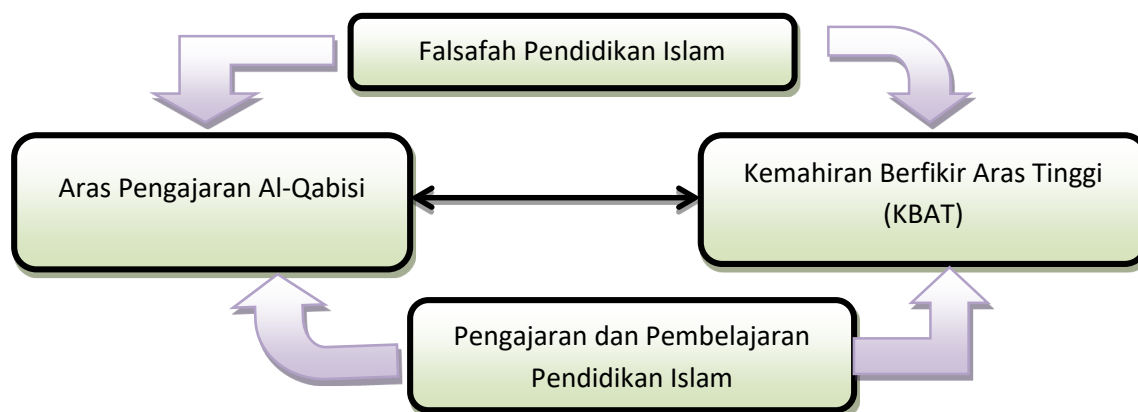 Falsafah Pendidikan Islam
Aras Pengajaran Al-Qabisi
Kemahiran Berfikir Aras Tinggi
(KBAT)
Pengajaran dan Pembelajaran
Pendidikan Islam